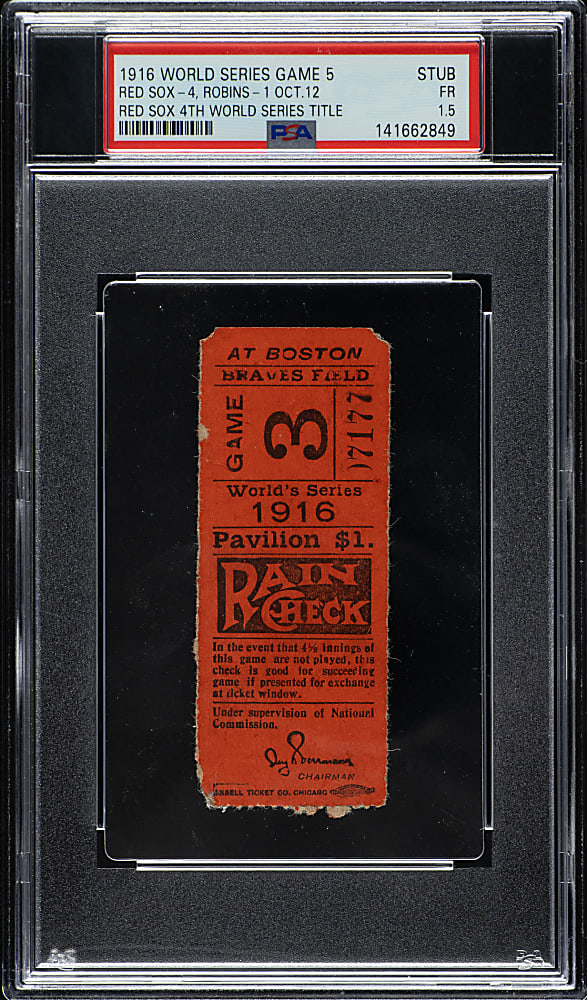 1916 WORLD SERIES GAME 5 STUB
RED SOX-4, ROBINS-1 OCT.12 FR
RED SOX 4TH WORLD SERIES TITLE 1.5
PSA 141662849
AT BOSTON
BRAVES FIELD
GAME 3 7177
World's Series
1916
Pavilion $1.
RAIN
CHECK
In the event that 4½ innings of
this game are not played, this
check is good for succeeding
game if presented for exchange
at ticket window.
Under supervision of National
Commission.
CHAIRMAN
ANSELL TICKET CO. CHICAGO